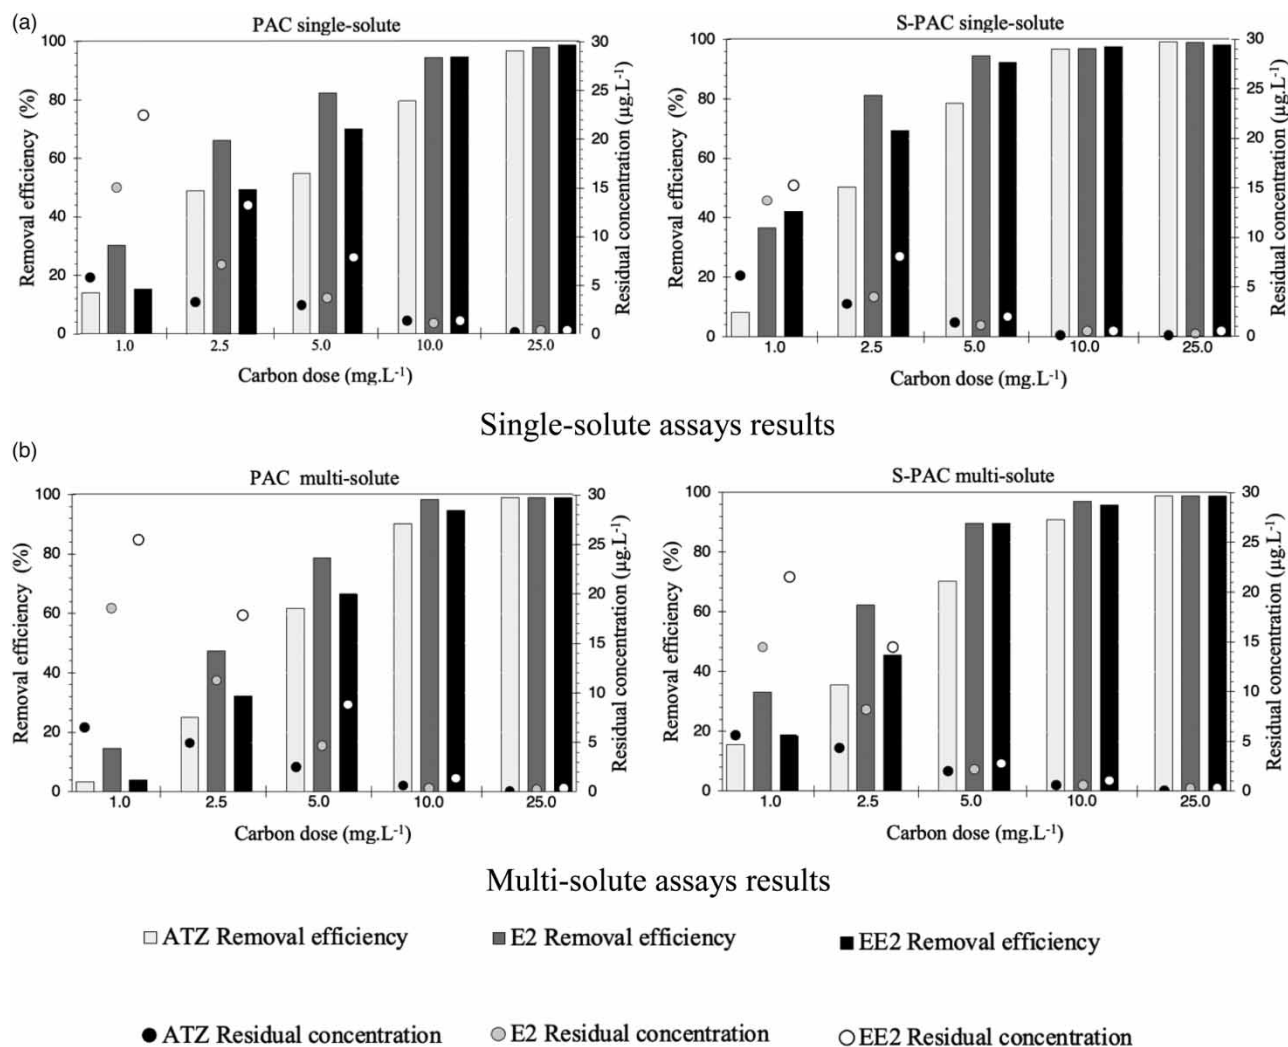 (a)
PAC single-solute
S-PAC single-solute
Removal efficiency (%)
100
80
60
40
20
0
30
25
20
15
10
5
0
Residual concentration (µg.L-1)
1.0 2.5 5.0 10.0 25.0
Carbon dose (mg.L-1)
Removal efficiency (%)
100
80
60
40
20
0
30
25
20
15
10
5
0
Residual concentration (µg.L-1)
1.0 2.5 5.0 10.0 25.0
Carbon dose (mg.L-1)
Single-solute assays results
(b)
PAC multi-solute
S-PAC multi-solute
Removal efficiency (%)
100
80
60
40
20
0
30
25
20
15
10
5
0
Residual concentration (µg.L-1)
1.0 2.5 5.0 10.0 25.0
Carbon dose (mg.L-1)
Removal efficiency (%)
100
80
60
40
20
0
30
25
20
15
10
5
0
Residual concentration (µg.L-1)
1.0 2.5 5.0 10.0 25.0
Carbon dose (mg.L-1)
Multi-solute assays results
ATZ Removal efficiency
E2 Removal efficiency
EE2 Removal efficiency
ATZ Residual concentration
E2 Residual concentration
EE2 Residual concentration